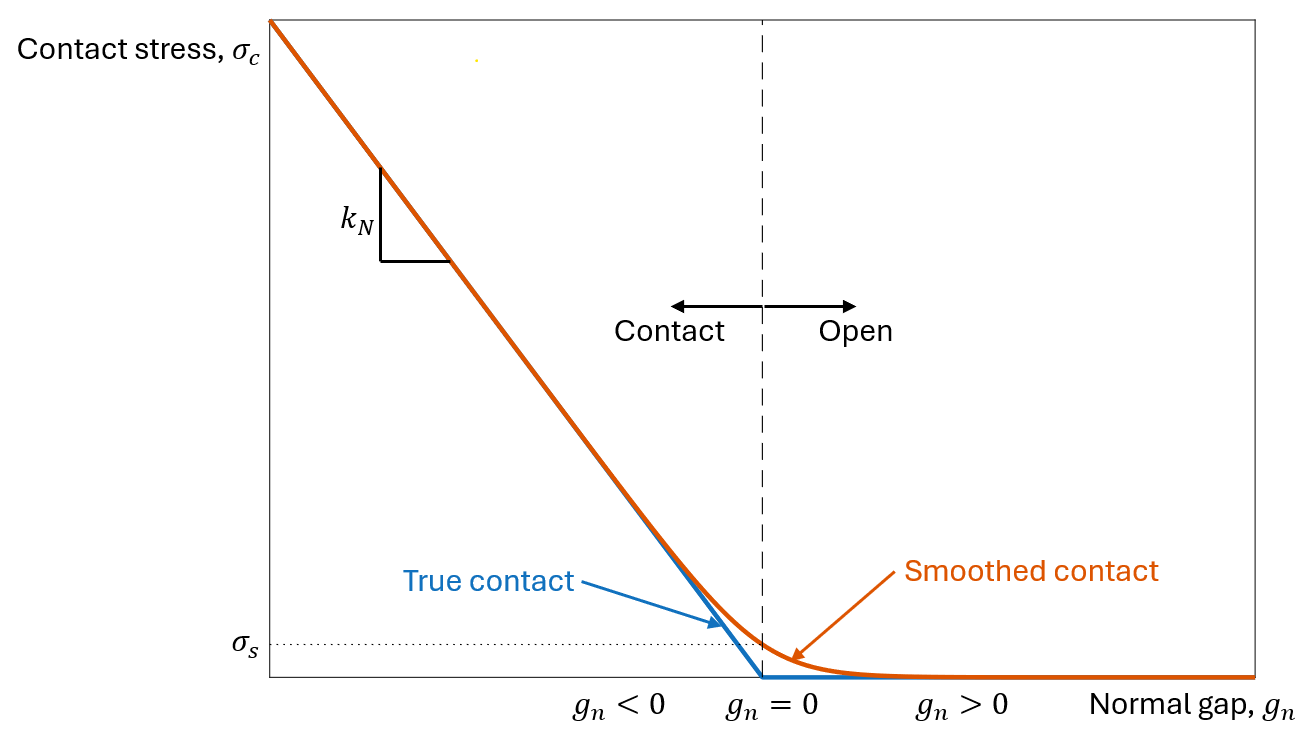 Contact stress, σ_c
k_N
Contact
Open
True contact
Smoothed contact
σ_s
g_n < 0
g_n = 0
g_n > 0
Normal gap, g_n